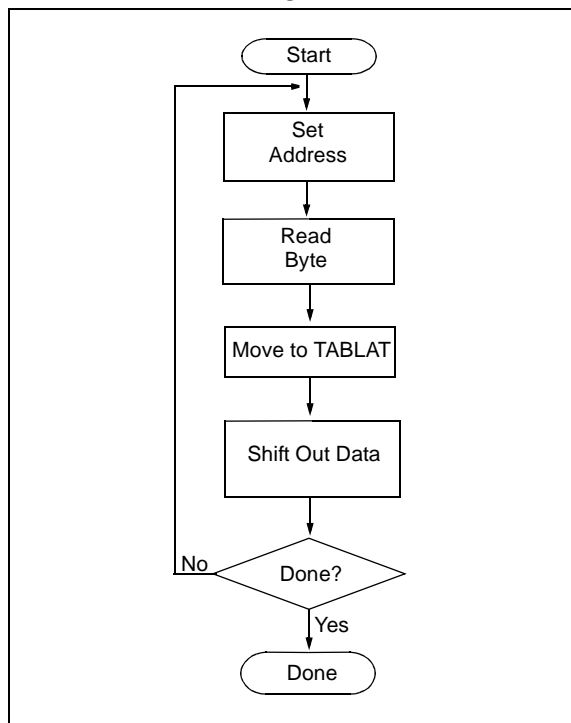 Start
Set
Address
Read
Byte
Move to TABLAT
Shift Out Data
No
Done?
Yes
Done